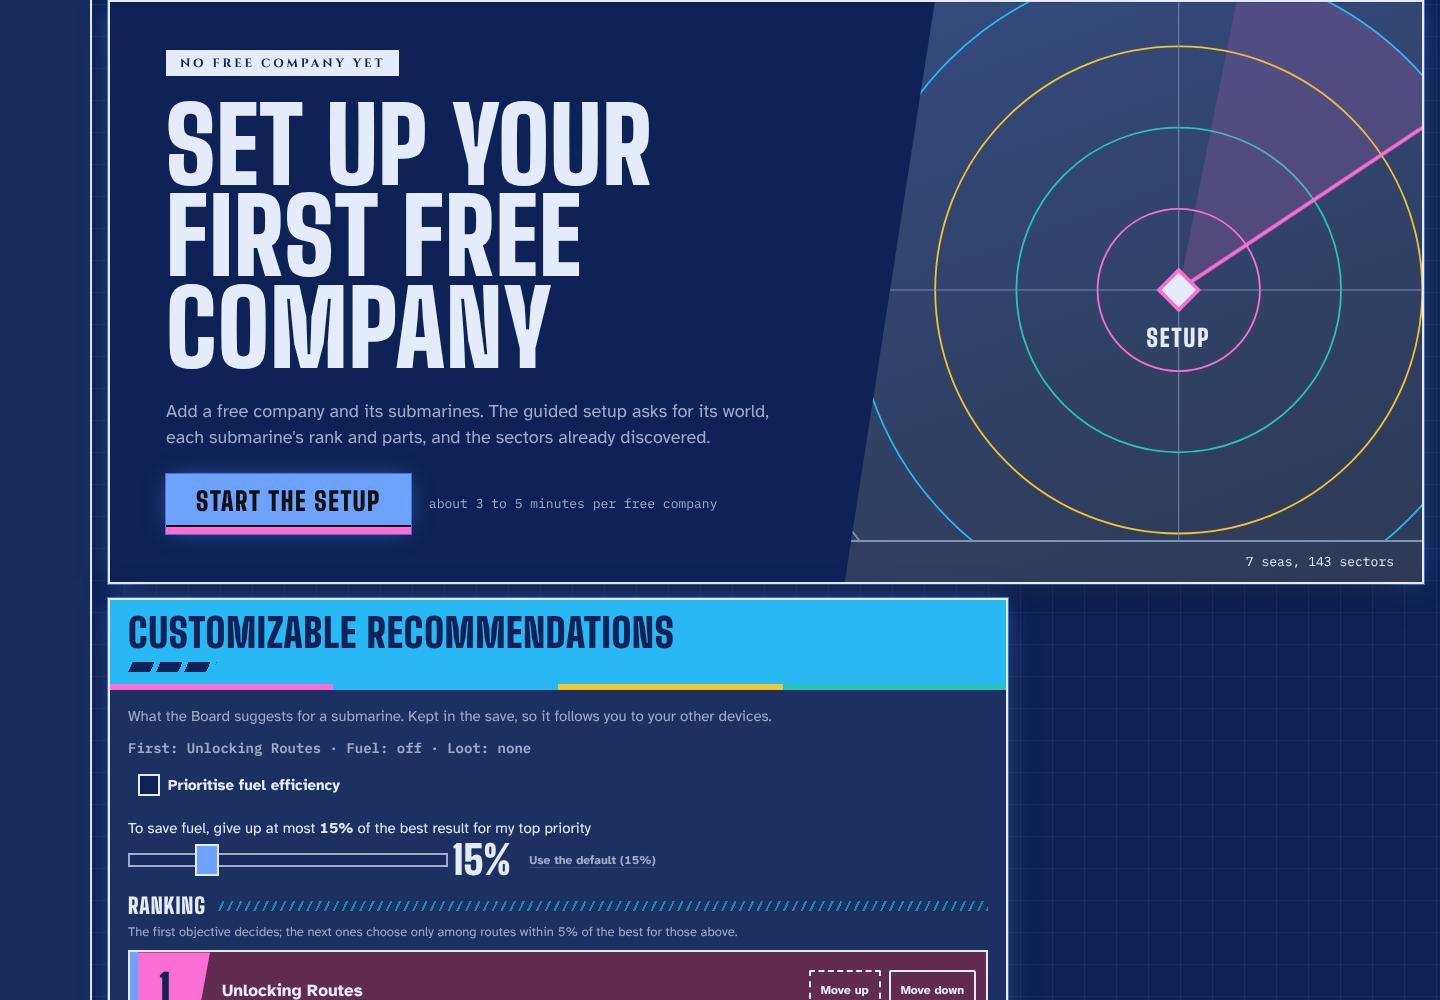 NO FREE COMPANY YET
SET UP YOUR
FIRST FREE
COMPANY
Add a free company and its submarines. The guided setup asks for its world,
each submarine's rank and parts, and the sectors already discovered.
START THE SETUP
about 3 to 5 minutes per free company
SETUP
7 seas, 143 sectors
CUSTOMIZABLE RECOMMENDATIONS
What the Board suggests for a submarine. Kept in the save, so it follows you to your other devices.
First: Unlocking Routes · Fuel: off · Loot: none
Prioritise fuel efficiency
To save fuel, give up at most 15% of the best result for my top priority
15%
Use the default (15%)
RANKING
The first objective decides; the next ones choose only among routes within 5% of the best for those above.
1
Unlocking Routes
Move up
Move down